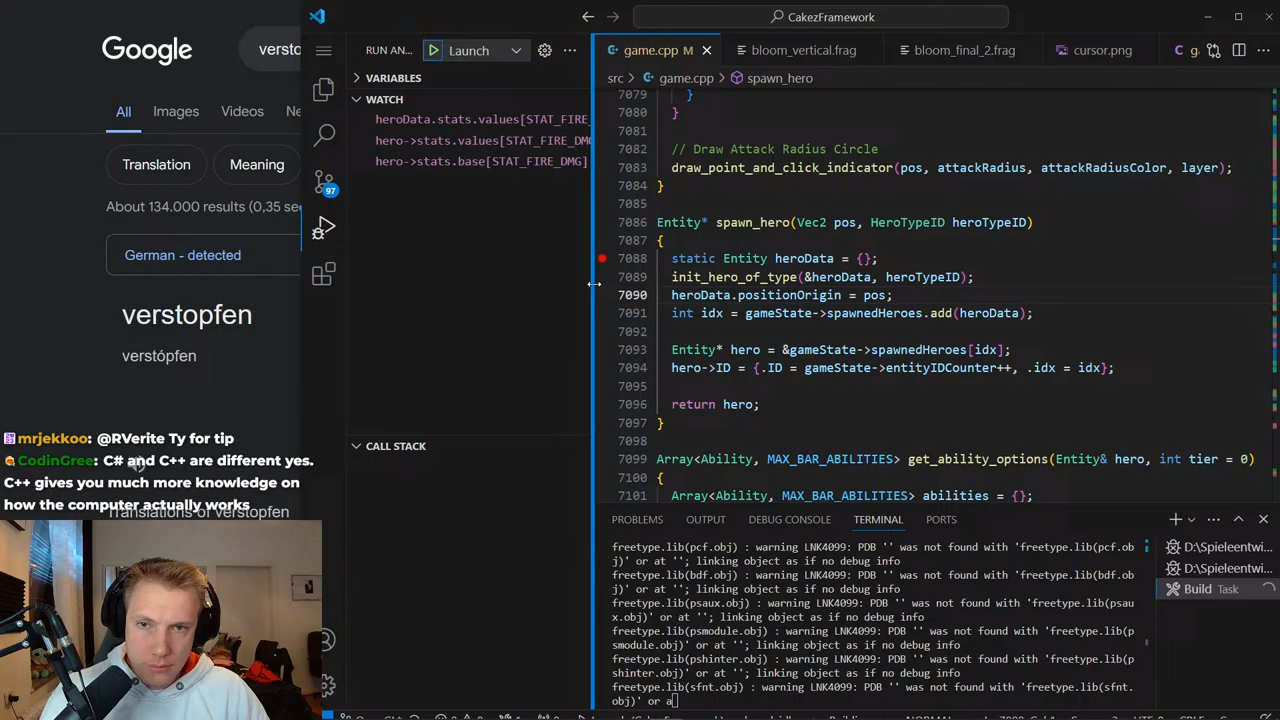 Google
versto
All
Images
Videos
Ne
Translation
Meaning
About 134.000 results (0,35 sec
German - detected
verstopfen
verstópfen
Translations of verstopfen
mrjekkoo: @RVerite Ty for tip
CodinGree: C# and C++ are different yes.
C++ gives you much more knowledge on
how the computer actually works
CakezFramework
RUN AN...
Launch
VARIABLES
WATCH
heroData.stats.values[STAT_FIRE_
hero->stats.values[STAT_FIRE_DMG]
hero->stats.base[STAT_FIRE_DMG]
CALL STACK
97
game.cpp M
bloom_vertical.frag
bloom_final_2.frag
cursor.png
g
src > game.cpp > spawn_hero
7079 }
7080 }
7081
7082 // Draw Attack Radius Circle
7083 draw_point_and_click_indicator(pos, attackRadius, attackRadiusColor, layer);
7084 }
7085
7086 Entity* spawn_hero(Vec2 pos, HeroTypeID heroTypeID)
7087 {
7088 static Entity heroData = {};
7089 init_hero_of_type(&heroData, heroTypeID);
7090 heroData.positionOrigin = pos;
7091 int idx = gameState->spawnedHeroes.add(heroData);
7092
7093 Entity* hero = &gameState->spawnedHeroes[idx];
7094 hero->ID = {.ID = gameState->entityIDCounter++, .idx = idx};
7095
7096 return hero;
7097 }
7098
7099 Array<Ability, MAX_BAR_ABILITIES> get_ability_options(Entity& hero, int tier = 0)
7100 {
7101 Array<Ability, MAX_BAR_ABILITIES> abilities = {};
PROBLEMS
OUTPUT
DEBUG CONSOLE
TERMINAL
PORTS
freetype.lib(pcf.obj) : warning LNK4099: PDB '' was not found with 'freetype.lib(pcf.ob
j)' or at ''; linking object as if no debug info
freetype.lib(bdf.obj) : warning LNK4099: PDB '' was not found with 'freetype.lib(bdf.ob
j)' or at ''; linking object as if no debug info
freetype.lib(psaux.obj) : warning LNK4099: PDB '' was not found with 'freetype.lib(psau
x.obj)' or at ''; linking object as if no debug info
freetype.lib(psmodule.obj) : warning LNK4099: PDB '' was not found with 'freetype.lib(p
smodule.obj)' or at ''; linking object as if no debug info
freetype.lib(pshinter.obj) : warning LNK4099: PDB '' was not found with 'freetype.lib(p
shinter.obj)' or at ''; linking object as if no debug info
freetype.lib(sfnt.obj) : warning LNK4099: PDB '' was not found with 'freetype.lib(sfnt.
obj)' or a
D:\Spieleentwi...
D:\Spieleentwi...
Build Task